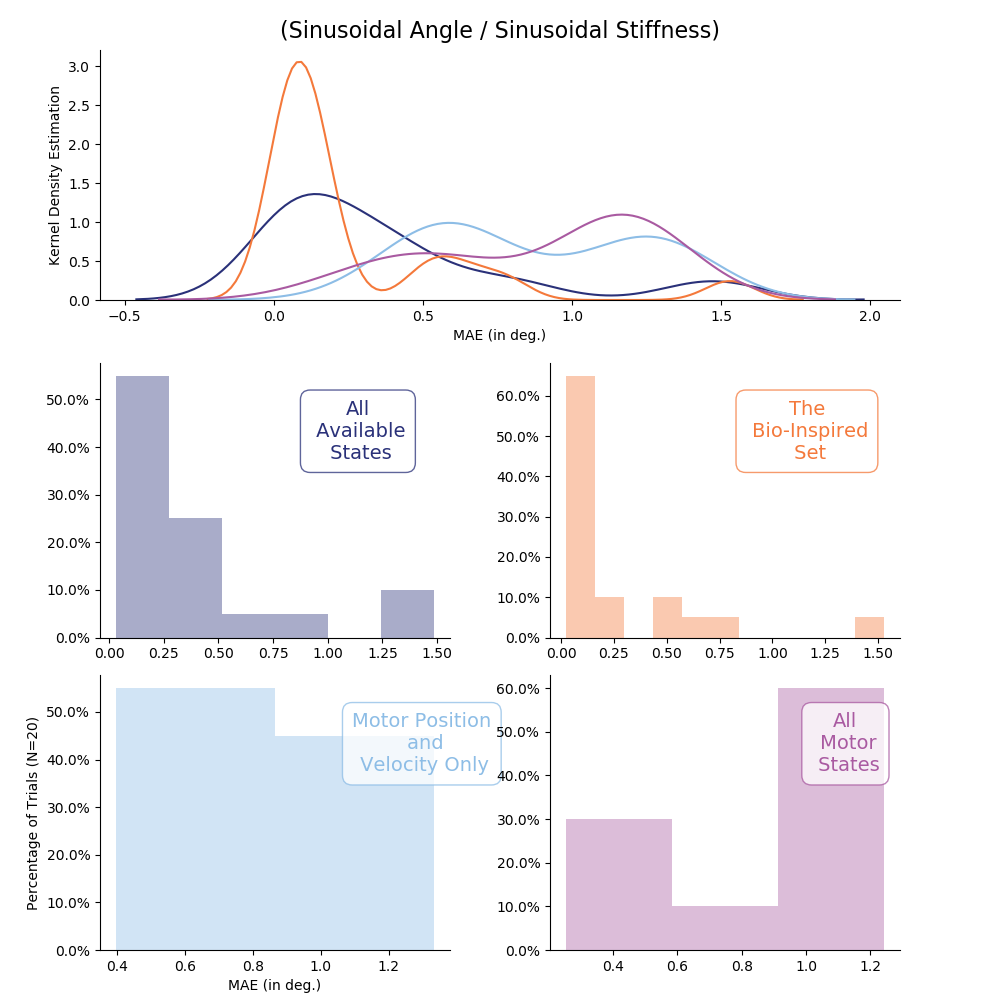 (Sinusoidal Angle / Sinusoidal Stiffness)
Kernel Density Estimation
3.0
2.5
2.0
1.5
1.0
0.5
0.0
−0.5 0.0 0.5 1.0 1.5 2.0
MAE (in deg.)
All
Available
States
50.0%
40.0%
30.0%
20.0%
10.0%
0.0%
0.00 0.25 0.50 0.75 1.00 1.25 1.50
The
Bio-Inspired
Set
60.0%
50.0%
40.0%
30.0%
20.0%
10.0%
0.0%
0.00 0.25 0.50 0.75 1.00 1.25 1.50
Percentage of Trials (N=20)
Motor Position
and
Velocity Only
50.0%
40.0%
30.0%
20.0%
10.0%
0.0%
0.4 0.6 0.8 1.0 1.2
MAE (in deg.)
All
Motor
States
60.0%
50.0%
40.0%
30.0%
20.0%
10.0%
0.0%
0.4 0.6 0.8 1.0 1.2